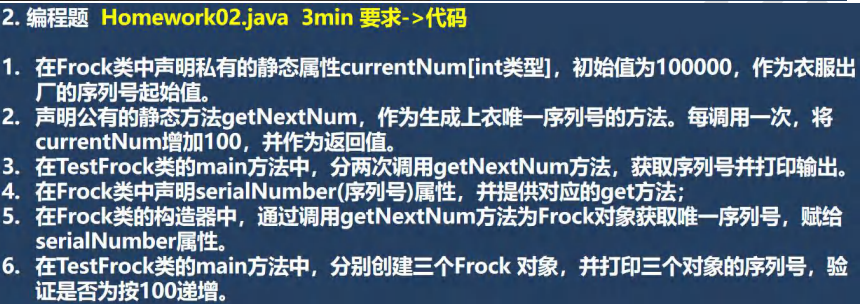 2. 编程题 Homework02.java 3min 要求->代码
1. 在Frock类中声明私有的静态属性currentNum[int类型]，初始值为100000，作为衣服出
厂的序列号起始值。
2. 声明公有的静态方法getNextNum，作为生成上衣唯一序列号的方法。每调用一次，将
currentNum增加100，并作为返回值。
3. 在TestFrock类的main方法中，分两次调用getNextNum方法，获取序列号并打印输出。
4. 在Frock类中声明serialNumber(序列号)属性，并提供对应的get方法；
5. 在Frock类的构造器中，通过调用getNextNum方法为Frock对象获取唯一序列号，赋给
serialNumber属性。
6. 在TestFrock类的main方法中，分别创建三个Frock 对象，并打印三个对象的序列号，验
证是否为按100递增。